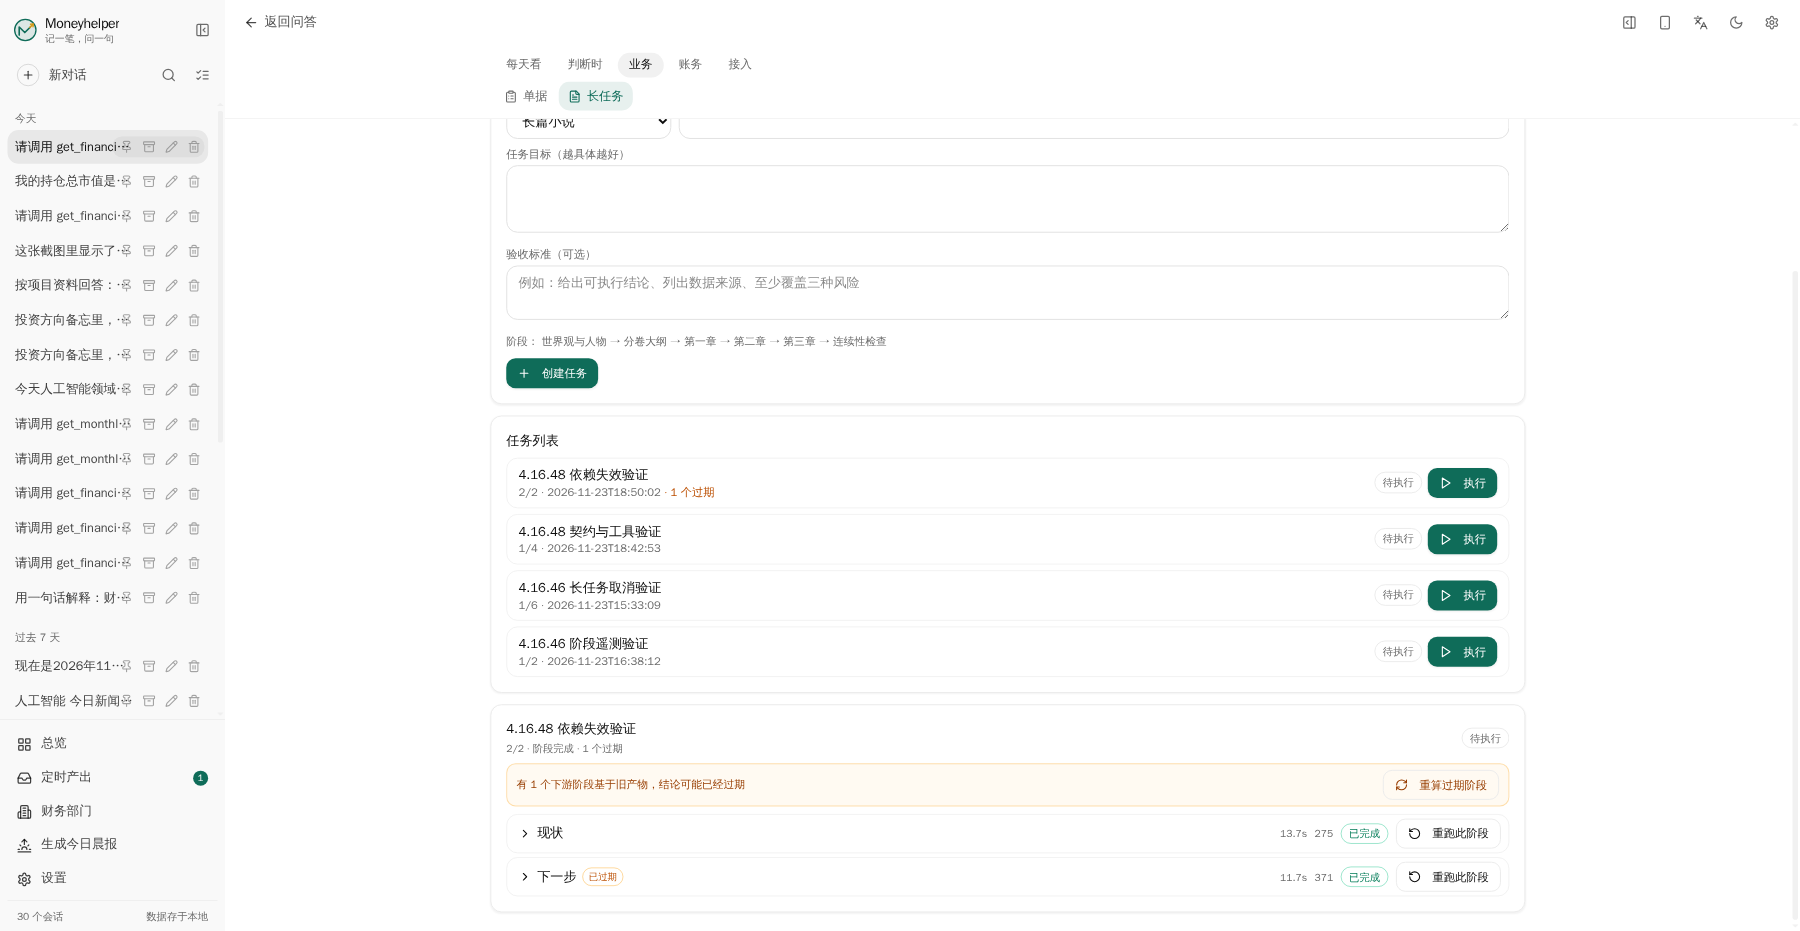 Moneyhelper
记一笔，问一句
新对话
今天
请调用 get_financi…
我的持仓总市值是…
请调用 get_financi…
这张截图里显示了…
按项目资料回答：…
投资方向备忘里，…
投资方向备忘里，…
今天人工智能领域…
请调用 get_monthl…
请调用 get_monthl…
请调用 get_financi…
请调用 get_financi…
请调用 get_financi…
用一句话解释：财…
过去 7 天
现在是2026年11…
人工智能 今日新闻
总览
定时产出 1
财务部门
生成今日晨报
设置
30 个会话 数据存于本地
返回问答
每天看 判断时 业务 账务 接入
单据 长任务
长篇小说
任务目标（越具体越好）
验收标准（可选）
例如：给出可执行结论、列出数据来源、至少覆盖三种风险
阶段： 世界观与人物 → 分卷大纲 → 第一章 → 第二章 → 第三章 → 连续性检查
创建任务
任务列表
4.16.48 依赖失效验证
2/2 · 2026-11-23T18:50:02 · 1 个过期
待执行 执行
4.16.48 契约与工具验证
1/4 · 2026-11-23T18:42:53
待执行 执行
4.16.46 长任务取消验证
1/6 · 2026-11-23T15:33:09
待执行 执行
4.16.46 阶段遥测验证
1/2 · 2026-11-23T16:38:12
待执行 执行
4.16.48 依赖失效验证
2/2 · 阶段完成 · 1 个过期
待执行
有 1 个下游阶段基于旧产物，结论可能已经过期 重算过期阶段
现状 13.7s 275 已完成 重跑此阶段
下一步 已过期 11.7s 371 已完成 重跑此阶段